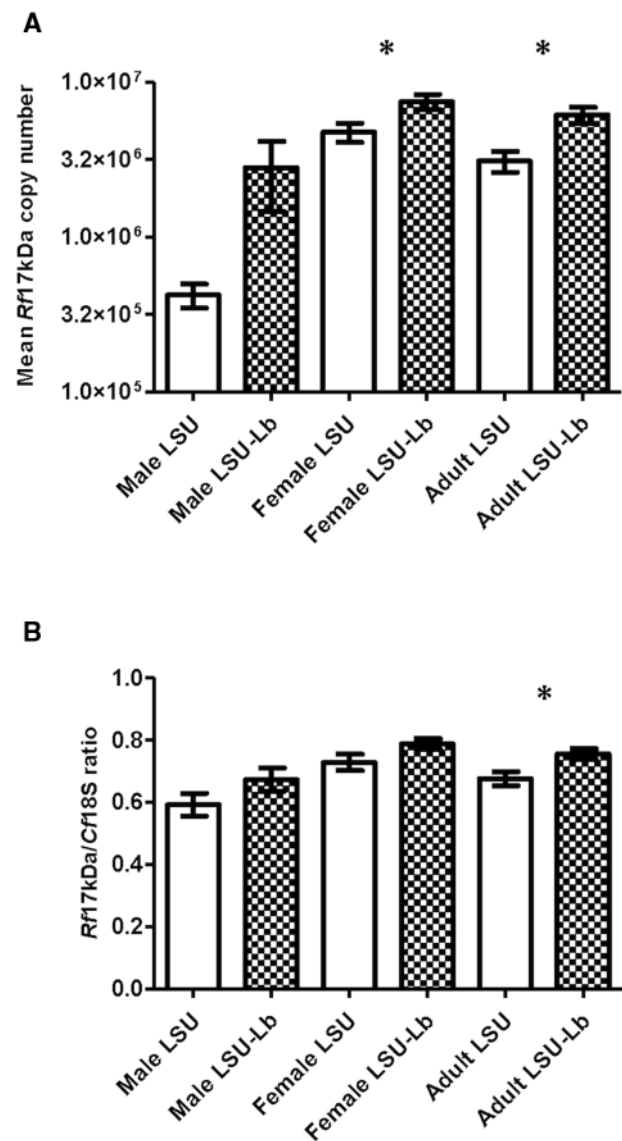 A
* *
Mean Rf17kDa copy number
1.0×10⁷
3.2×10⁶
1.0×10⁶
3.2×10⁵
1.0×10⁵
Male LSU
Male LSU-Lb
Female LSU
Female LSU-Lb
Adult LSU
Adult LSU-Lb
B
*
Rf17kDa/Cf18S ratio
1.0
0.8
0.6
0.4
0.2
0.0
Male LSU
Male LSU-Lb
Female LSU
Female LSU-Lb
Adult LSU
Adult LSU-Lb